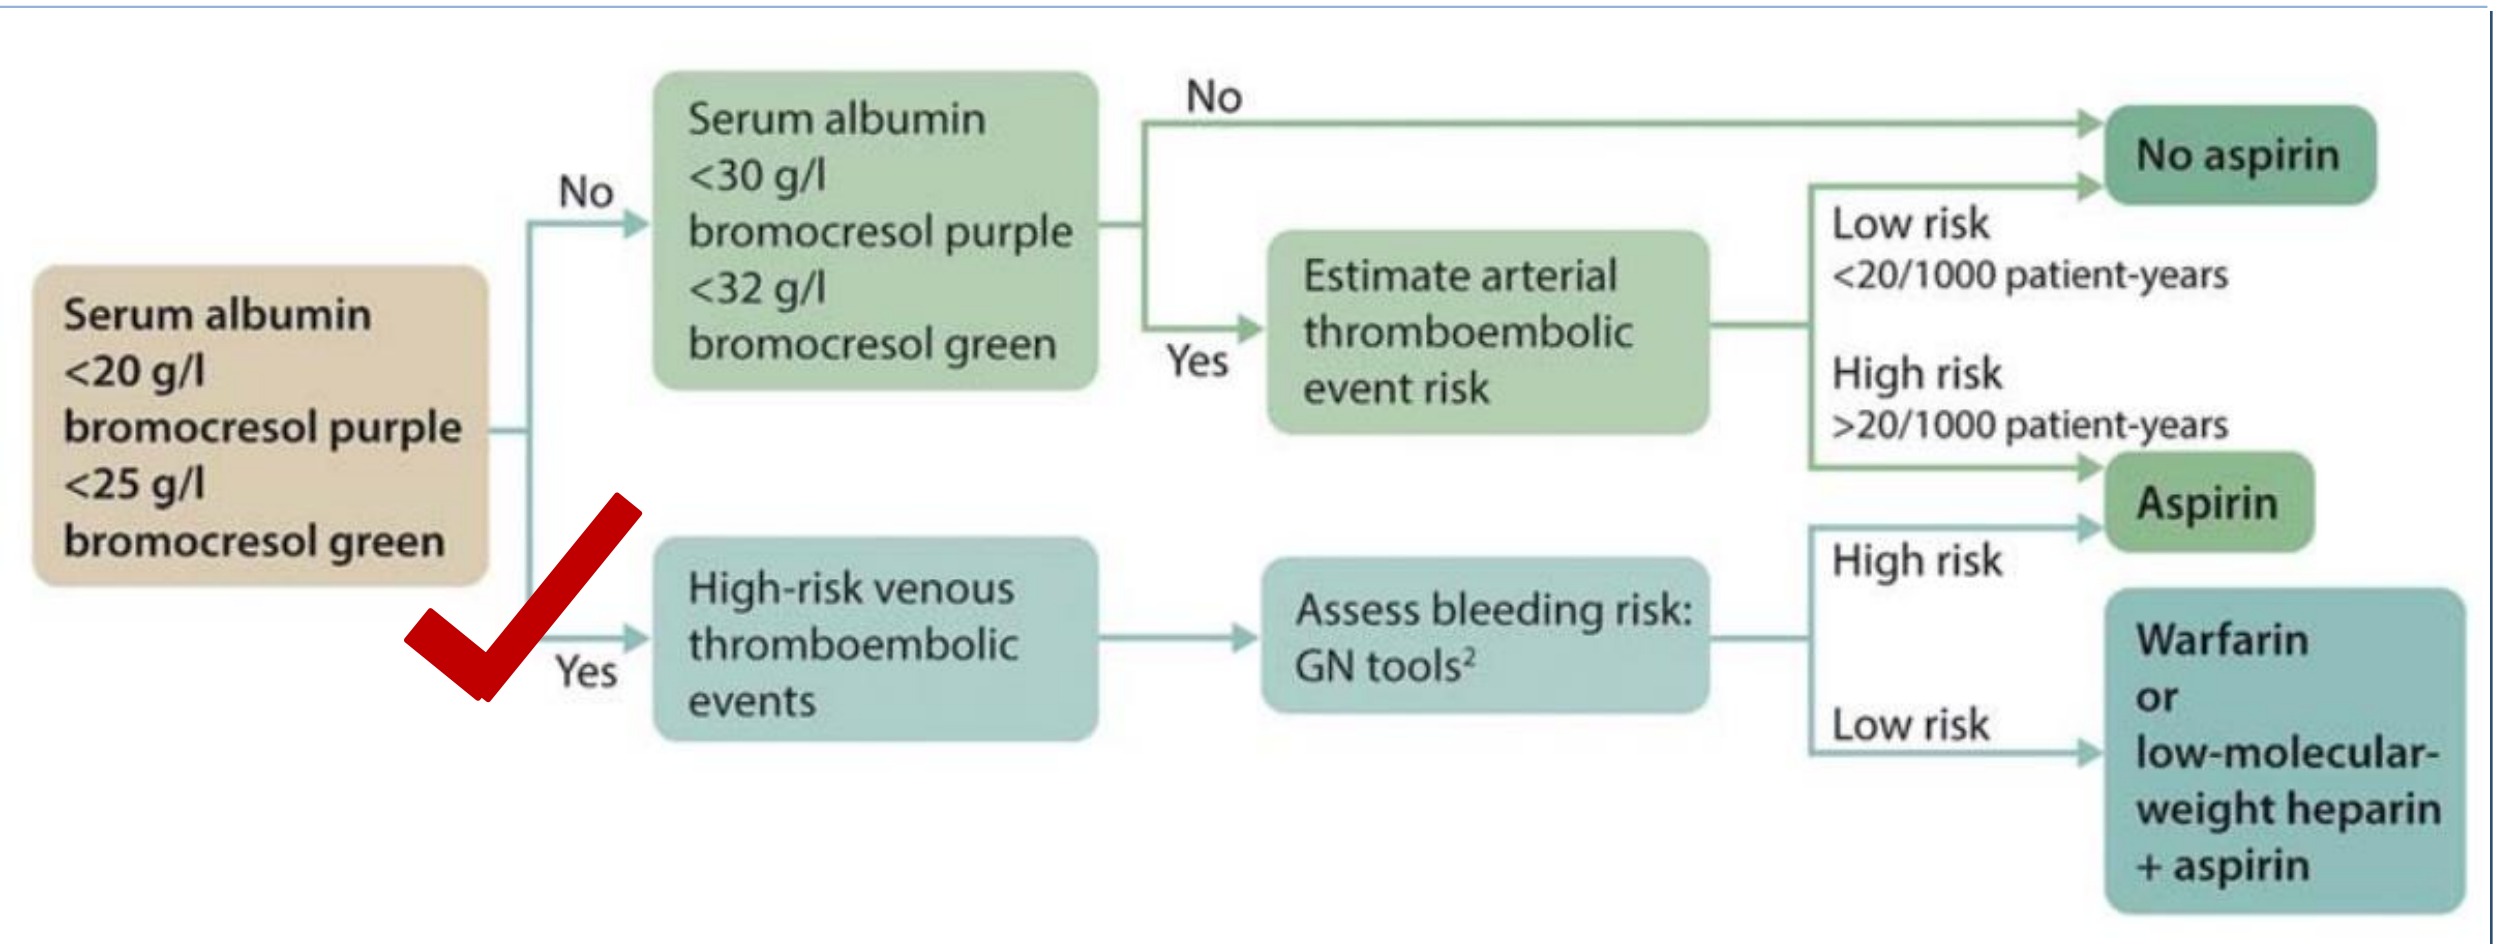 Serum albumin
<20 g/l
bromocresol purple
<25 g/l
bromocresol green
No
Yes
Serum albumin
<30 g/l
bromocresol purple
<32 g/l
bromocresol green
High-risk venous
thromboembolic
events
No
Yes
Estimate arterial
thromboembolic
event risk
Assess bleeding risk:
GN tools²
Low risk
<20/1000 patient-years
High risk
>20/1000 patient-years
High risk
Low risk
No aspirin
Aspirin
Warfarin
or
low-molecular-
weight heparin
+ aspirin